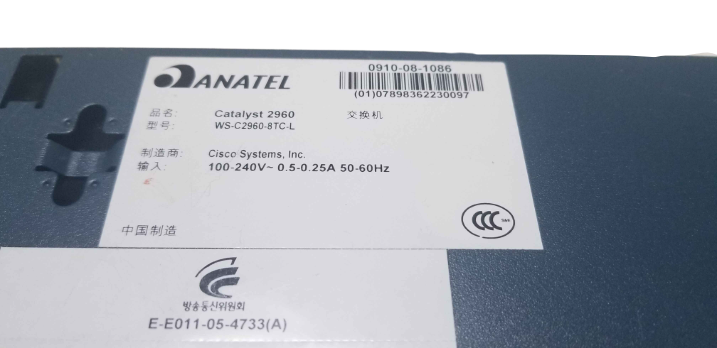 ANATEL
0910-08-1086
(01)07898362230097
品名: Catalyst 2960 交换机
型号: WS-C2960-8TC-L
制造商: Cisco Systems, Inc.
输入: 100-240V~ 0.5-0.25A 50-60Hz
中国制造
CCC
방송통신위원회
E-E011-05-4733(A)